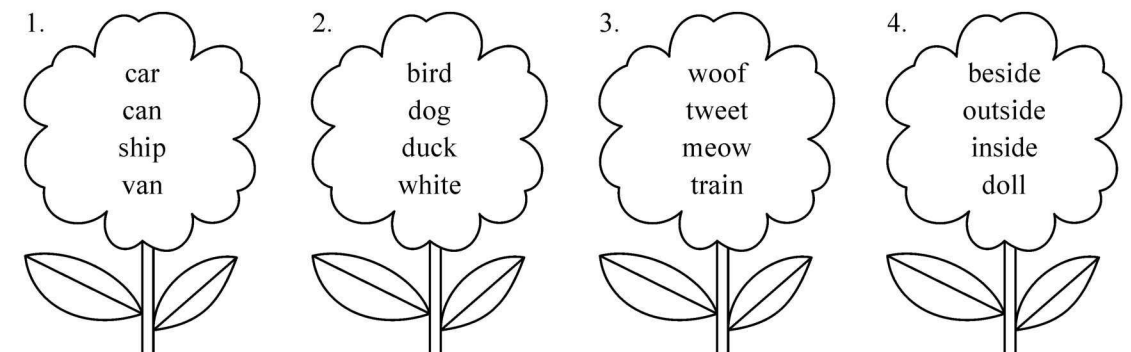 1.
car
can
ship
van
2.
bird
dog
duck
white
3.
woof
tweet
meow
train
4.
beside
outside
inside
doll